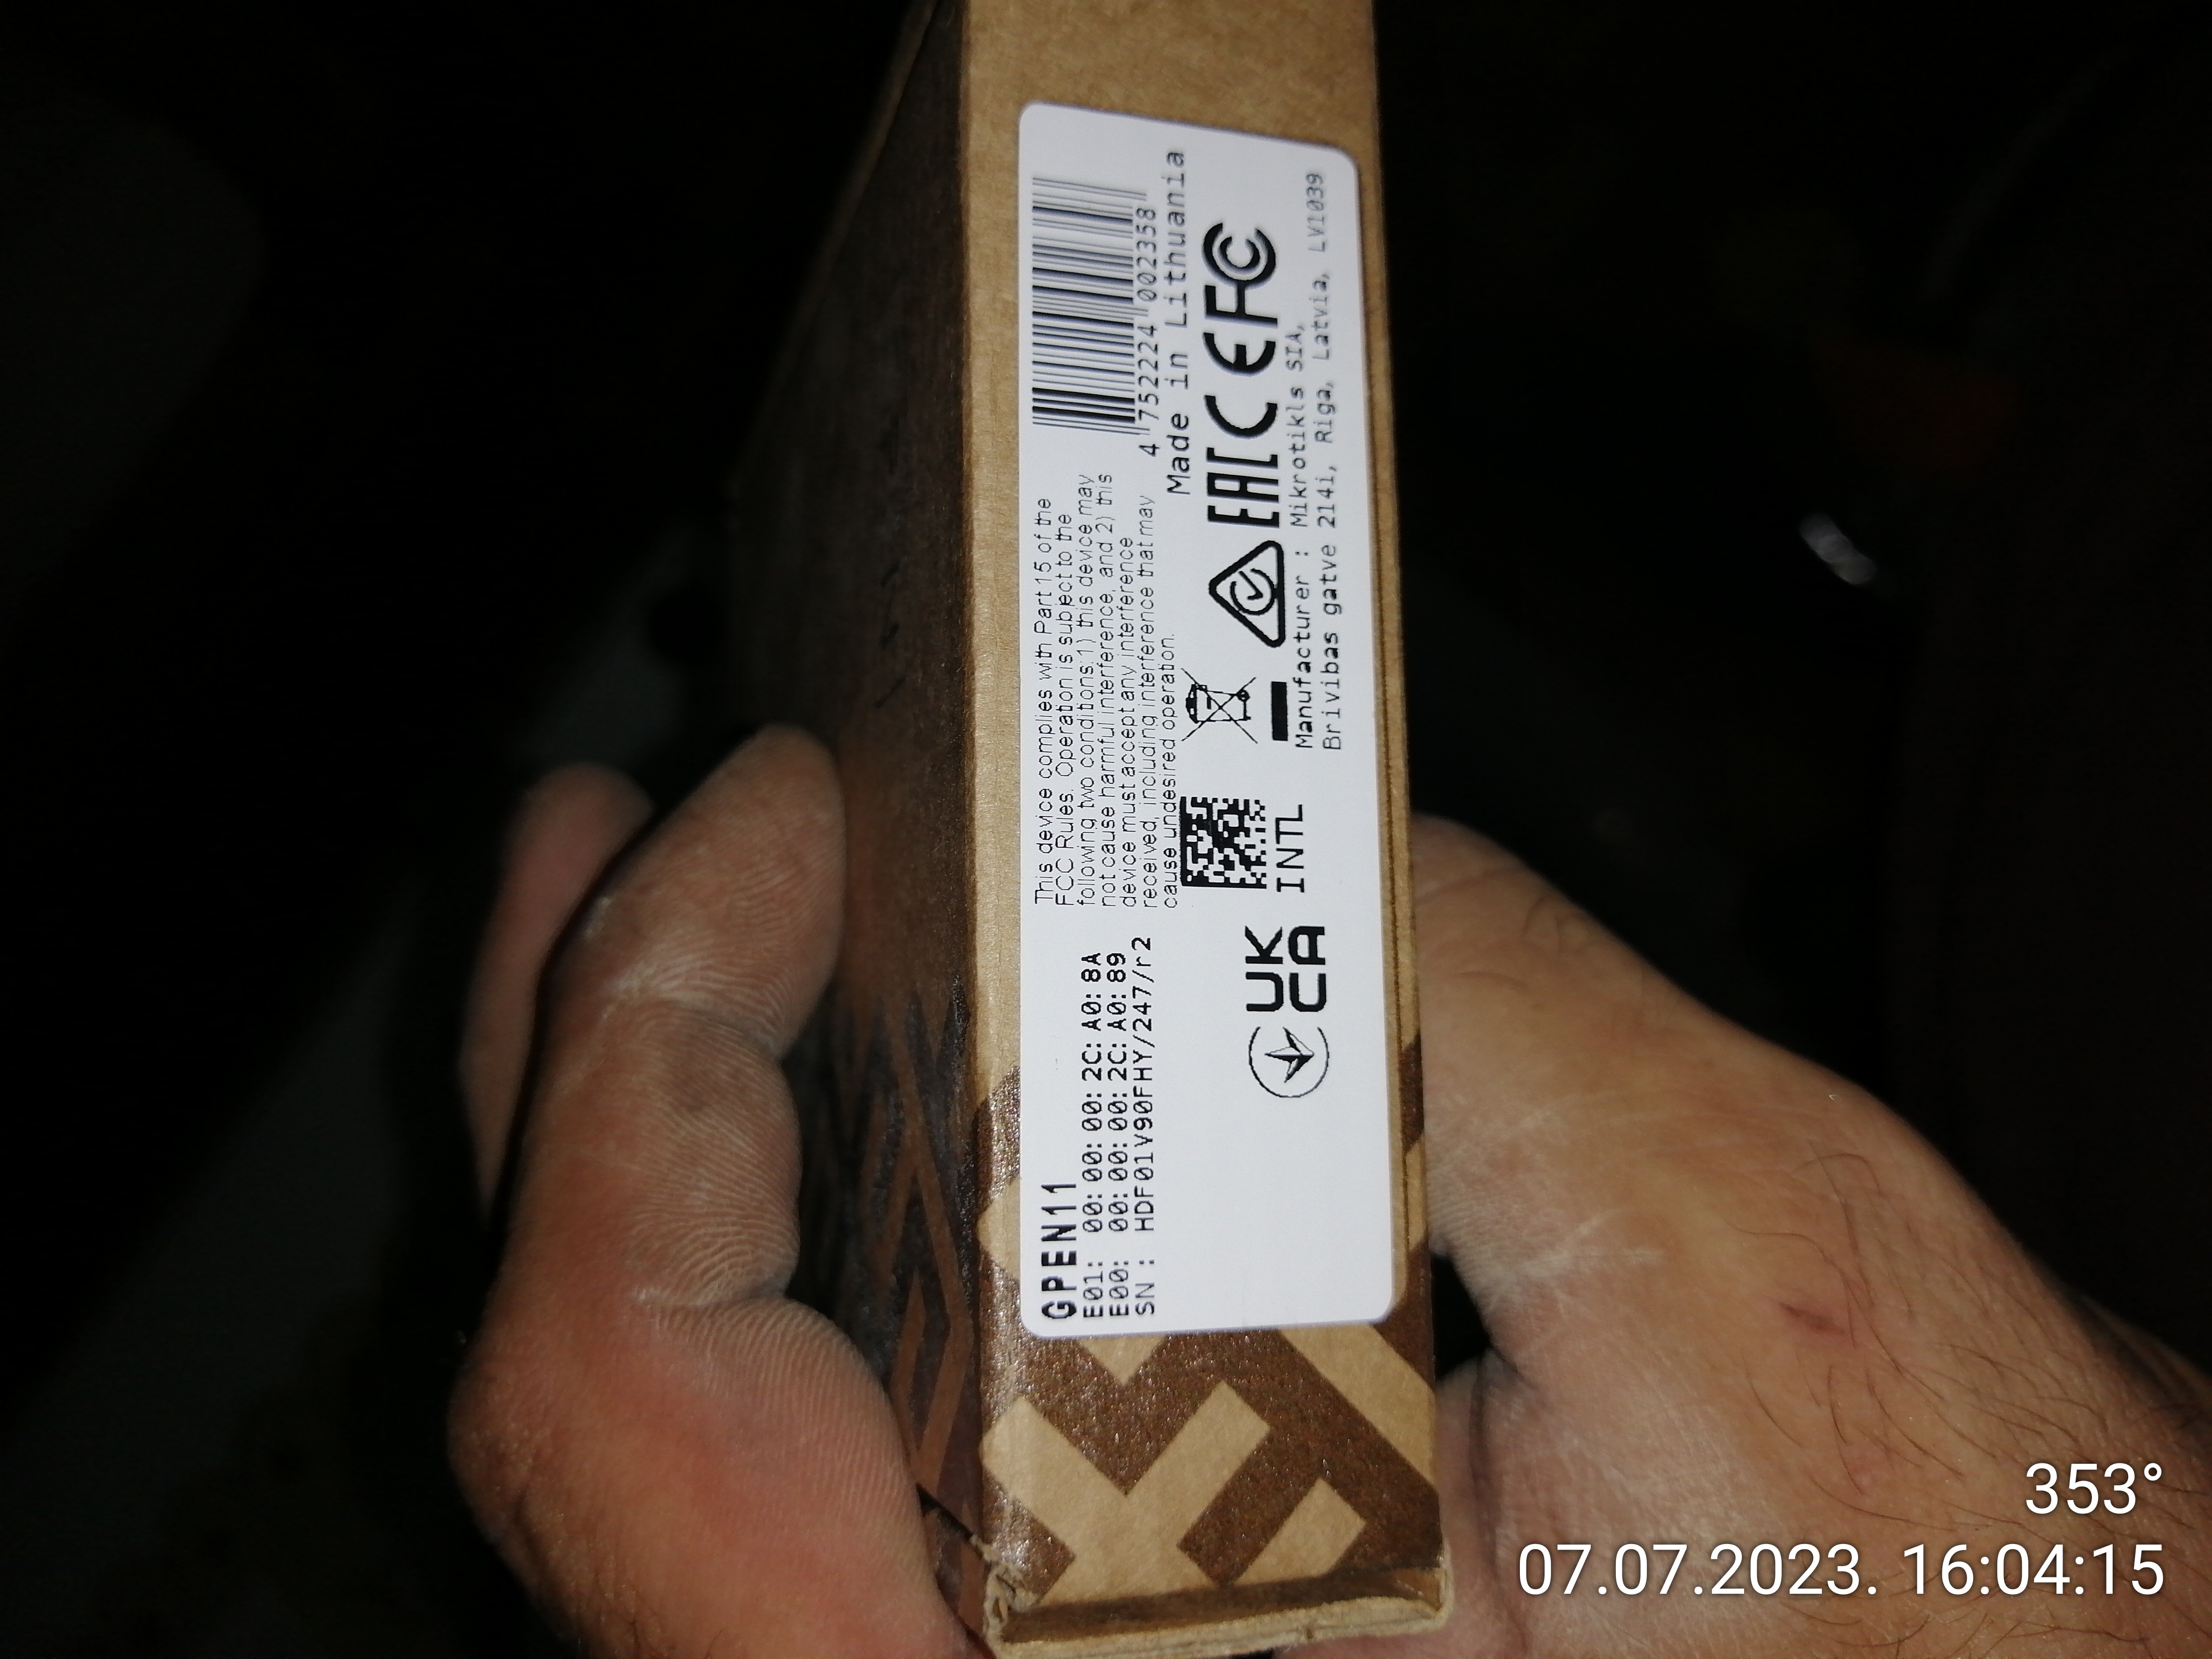 GPEN11
E01: 00:00:00:2C:A0:8A
E00: 00:00:00:2C:A0:89
SN : HDF01V90FHY/247/r2
This device complies with Part 15 of the
FCC Rules. Operation is subject to the
following two conditions:1) this device may
not cause harmful interference, and 2) this
device must accept any interference
received, including interference that may
cause undesired operation.
4 752224 002358
Made in Lithuania
UK
CA
INTL
EAC CE FC
Manufacturer : Mikrotikls SIA,
Brivibas gatve 214i, Riga, Latvia, LV1039
353°
07.07.2023. 16:04:15